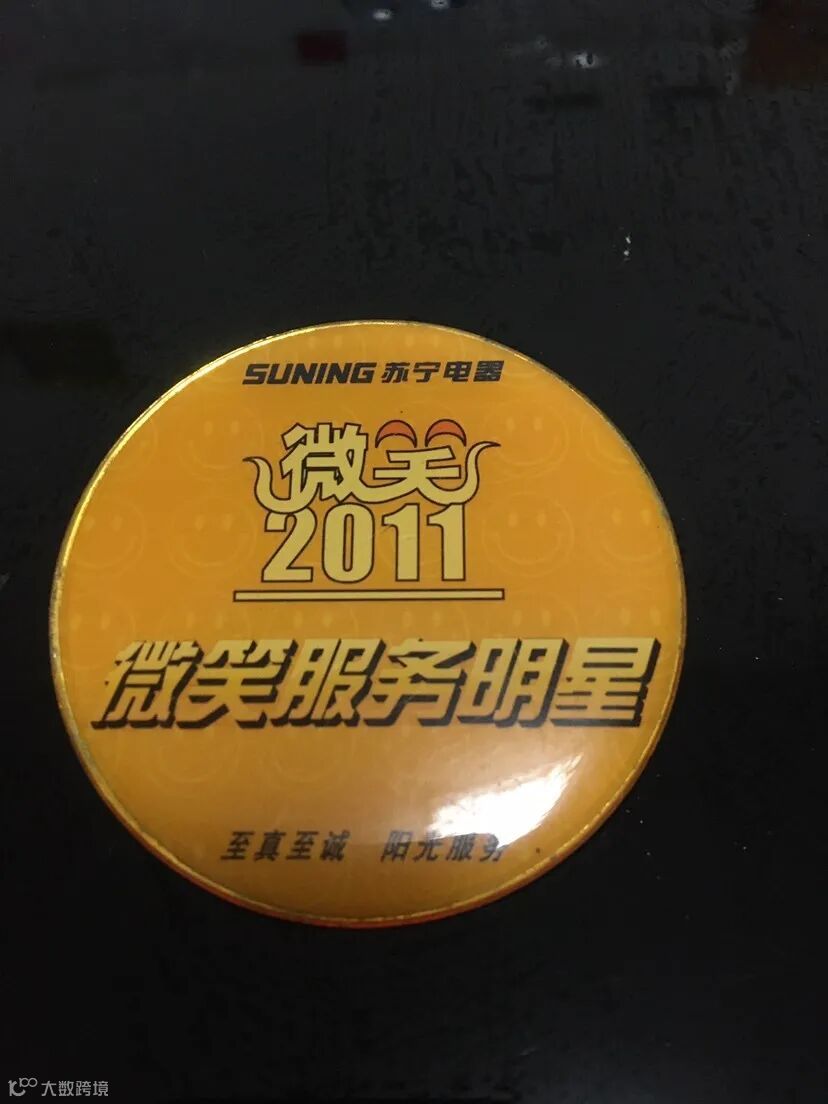 SUNING 苏宁电器
微笑
2011
微笑服务明星
至真至诚 阳光服务
大数跨境